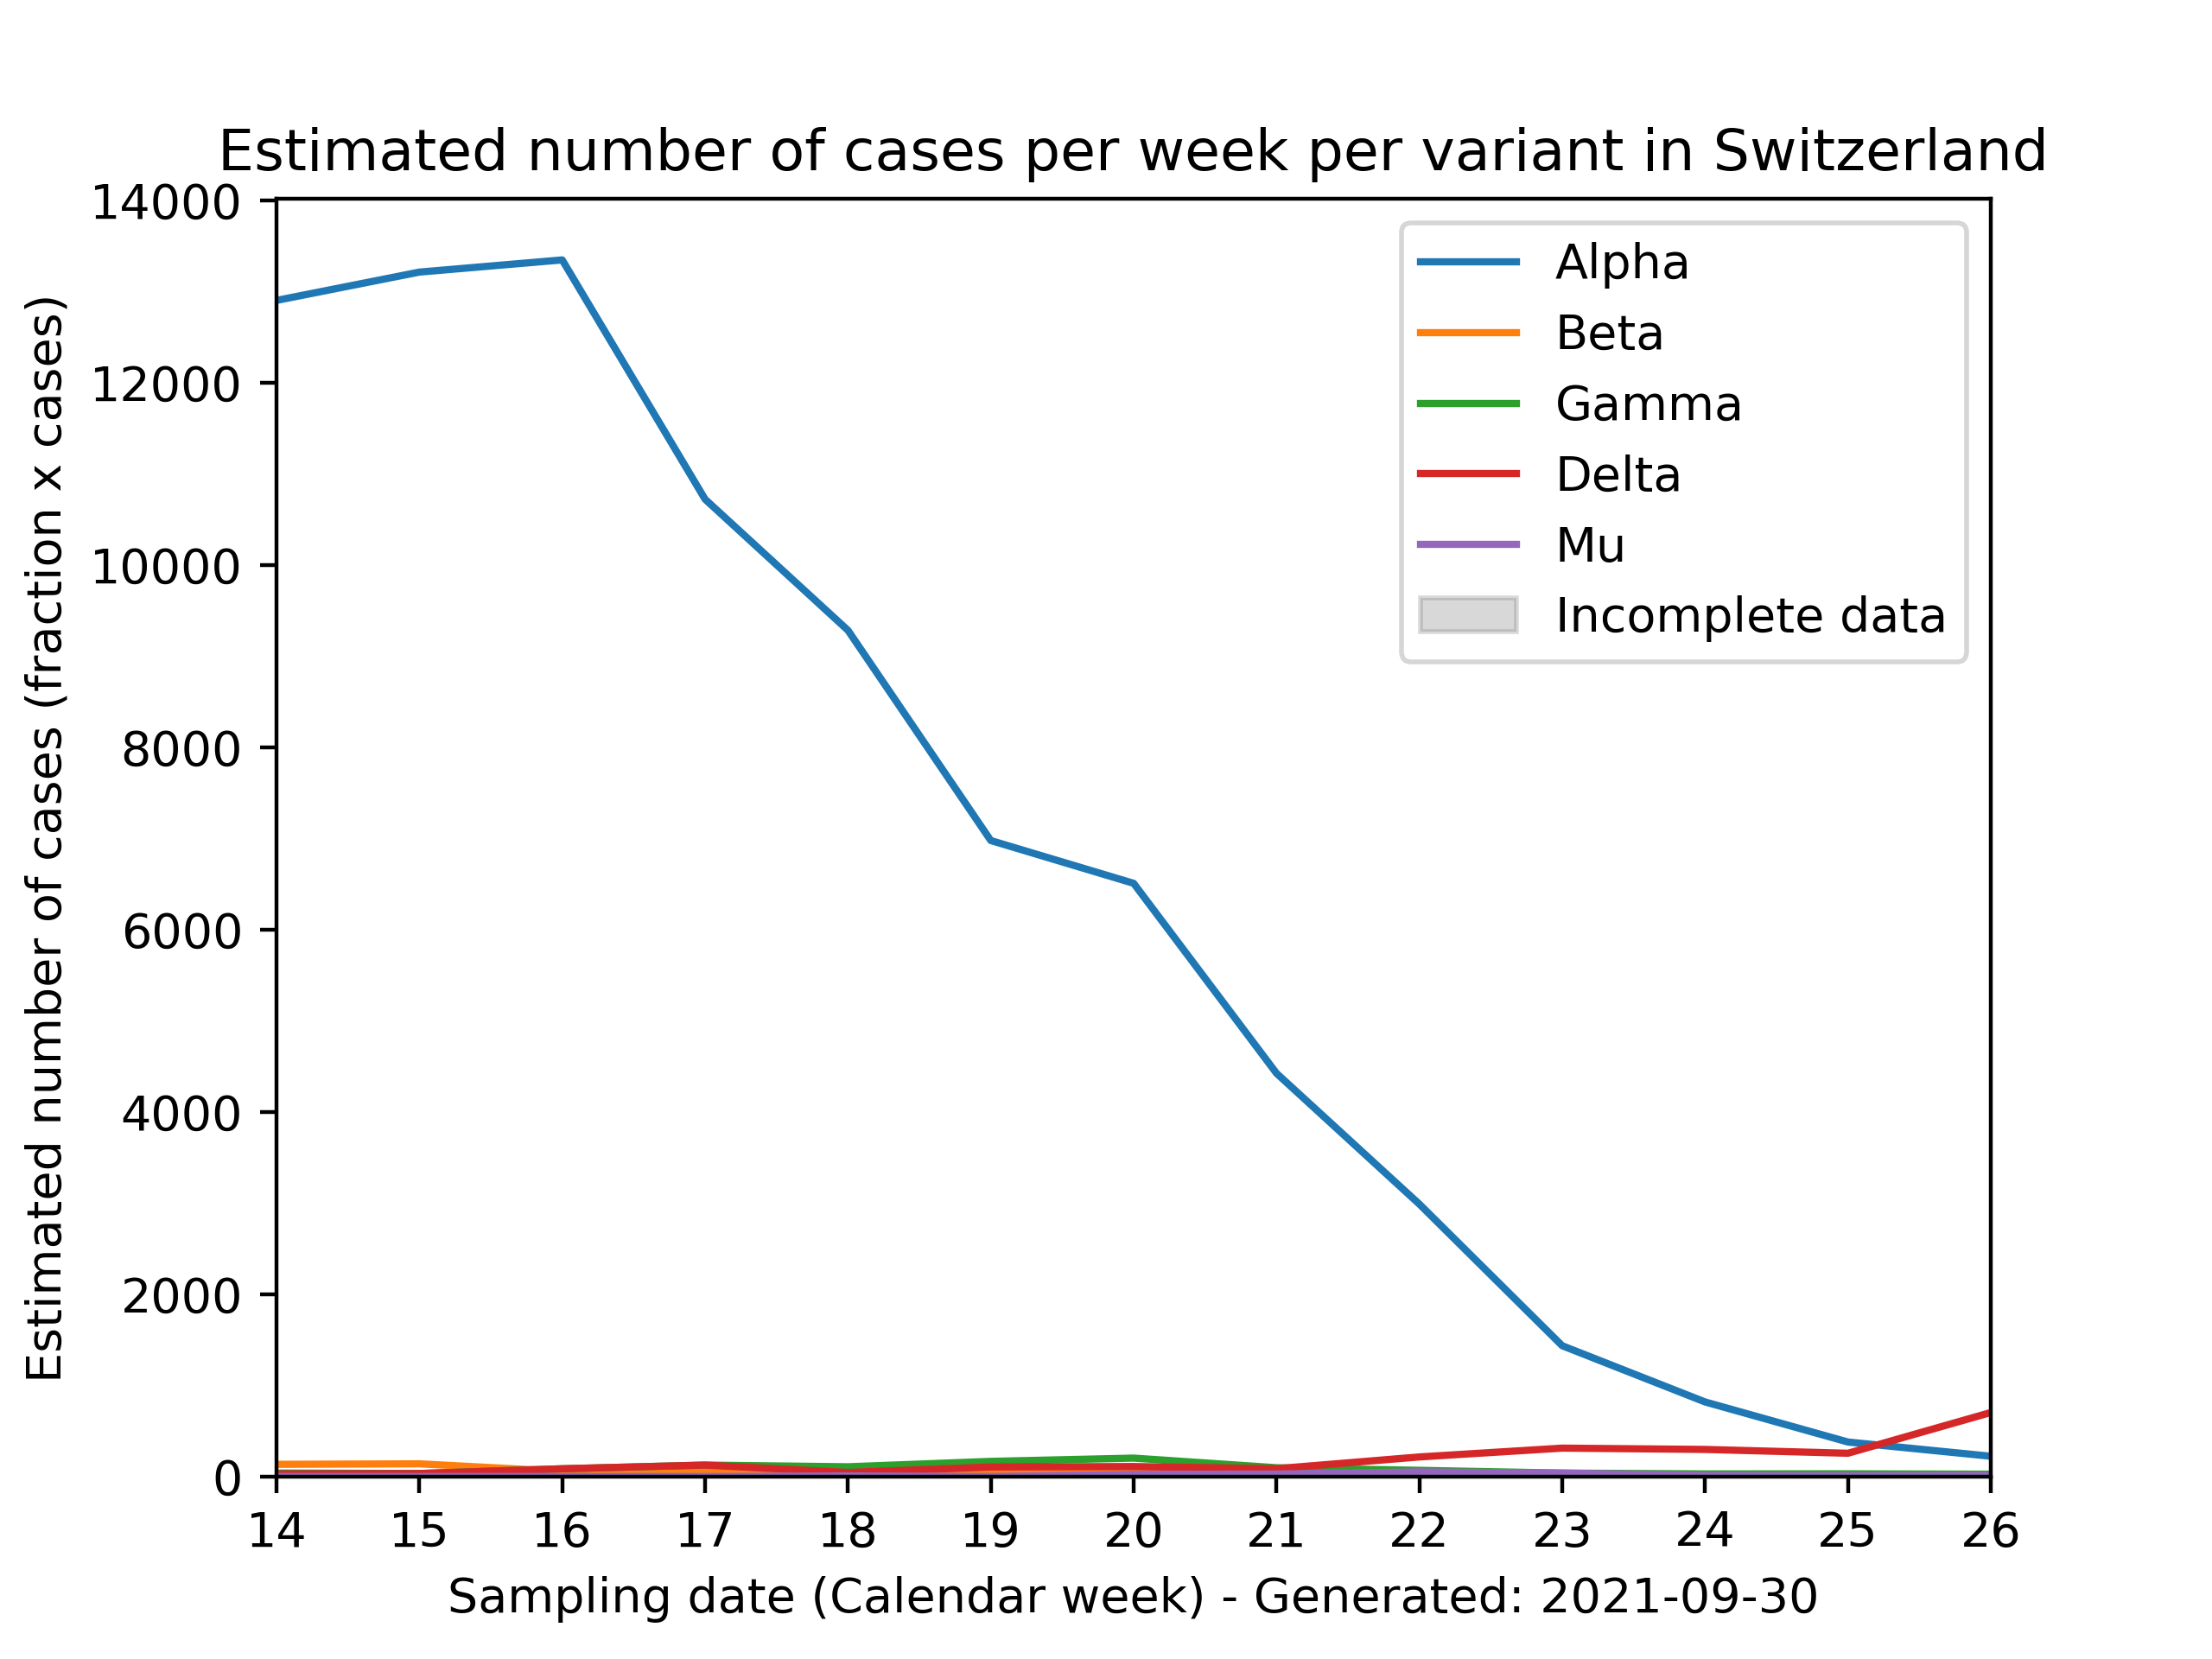 Estimated number of cases per week per variant in Switzerland
Estimated number of cases (fraction x cases)
14000
12000
10000
8000
6000
4000
2000
0
Alpha
Beta
Gamma
Delta
Mu
Incomplete data
14 15 16 17 18 19 20 21 22 23 24 25 26
Sampling date (Calendar week) - Generated: 2021-09-30